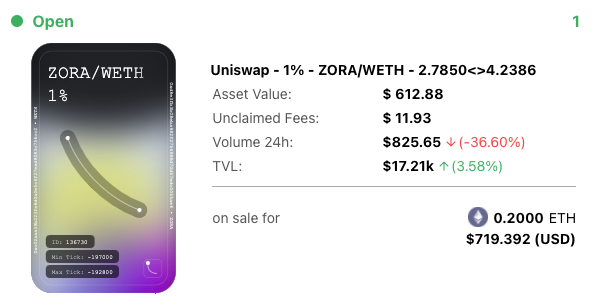 Open
1
ZORA/WETH
1%
ID: 136730
Min Tick: -197000
Max Tick: -192800
Uniswap - 1% - ZORA/WETH - 2.7850<>4.2386
Asset Value: $ 612.88
Unclaimed Fees: $ 11.93
Volume 24h: $825.65 ↓(-36.60%)
TVL: $17.21k ↑(3.58%)
on sale for 0.2000 ETH
$719.392 (USD)